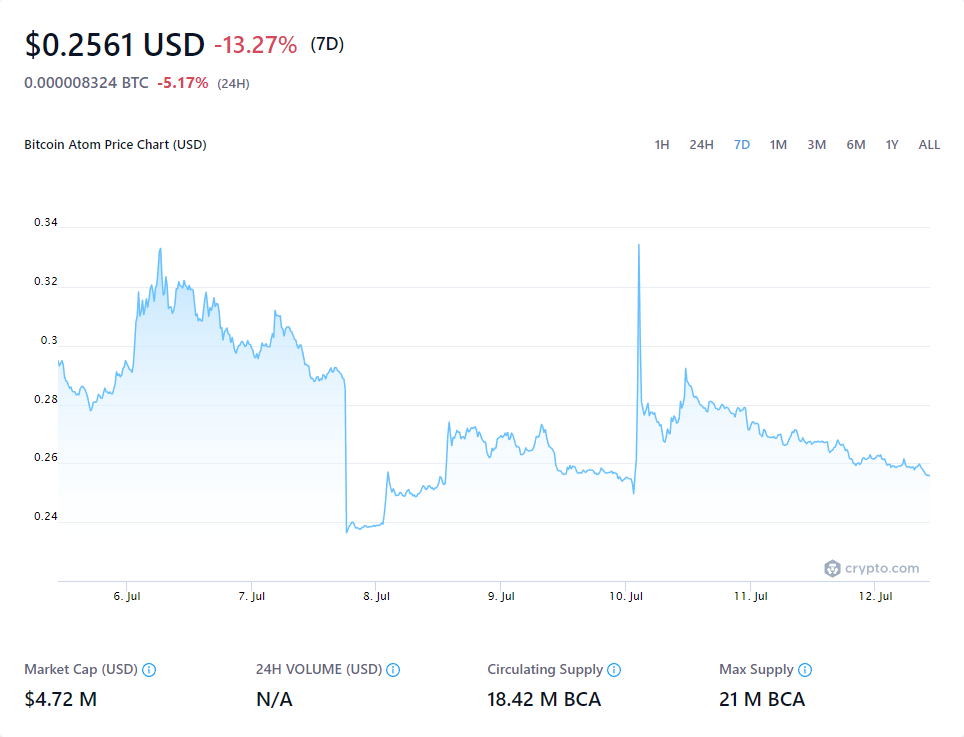 $0.2561 USD -13.27% (7D)
0.000008324 BTC -5.17% (24H)
Bitcoin Atom Price Chart (USD)
1H 24H 7D 1M 3M 6M 1Y ALL
0.34
0.32
0.3
0.28
0.26
0.24
crypto.com
6. Jul 7. Jul 8. Jul 9. Jul 10. Jul 11. Jul 12. Jul
Market Cap (USD) 24H VOLUME (USD) Circulating Supply Max Supply
$4.72 M N/A 18.42 M BCA 21 M BCA